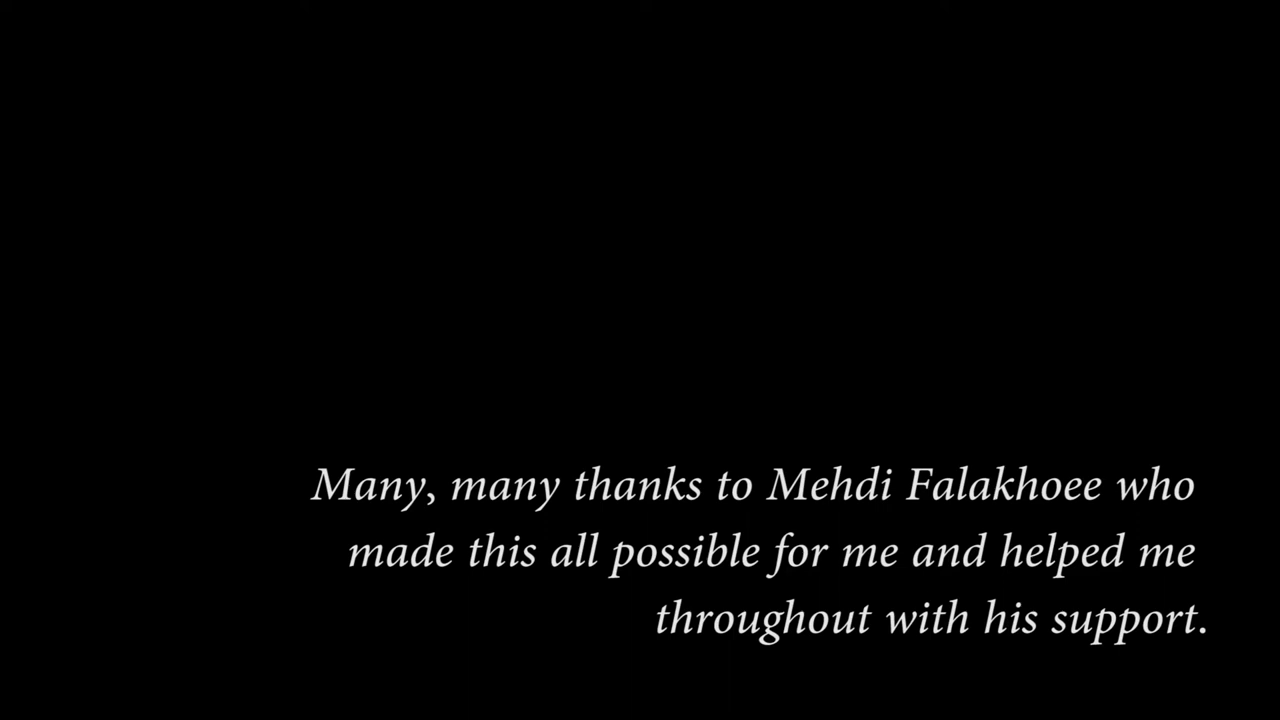 Many, many thanks to Mehdi Falakhoee who
made this all possible for me and helped me
throughout with his support.